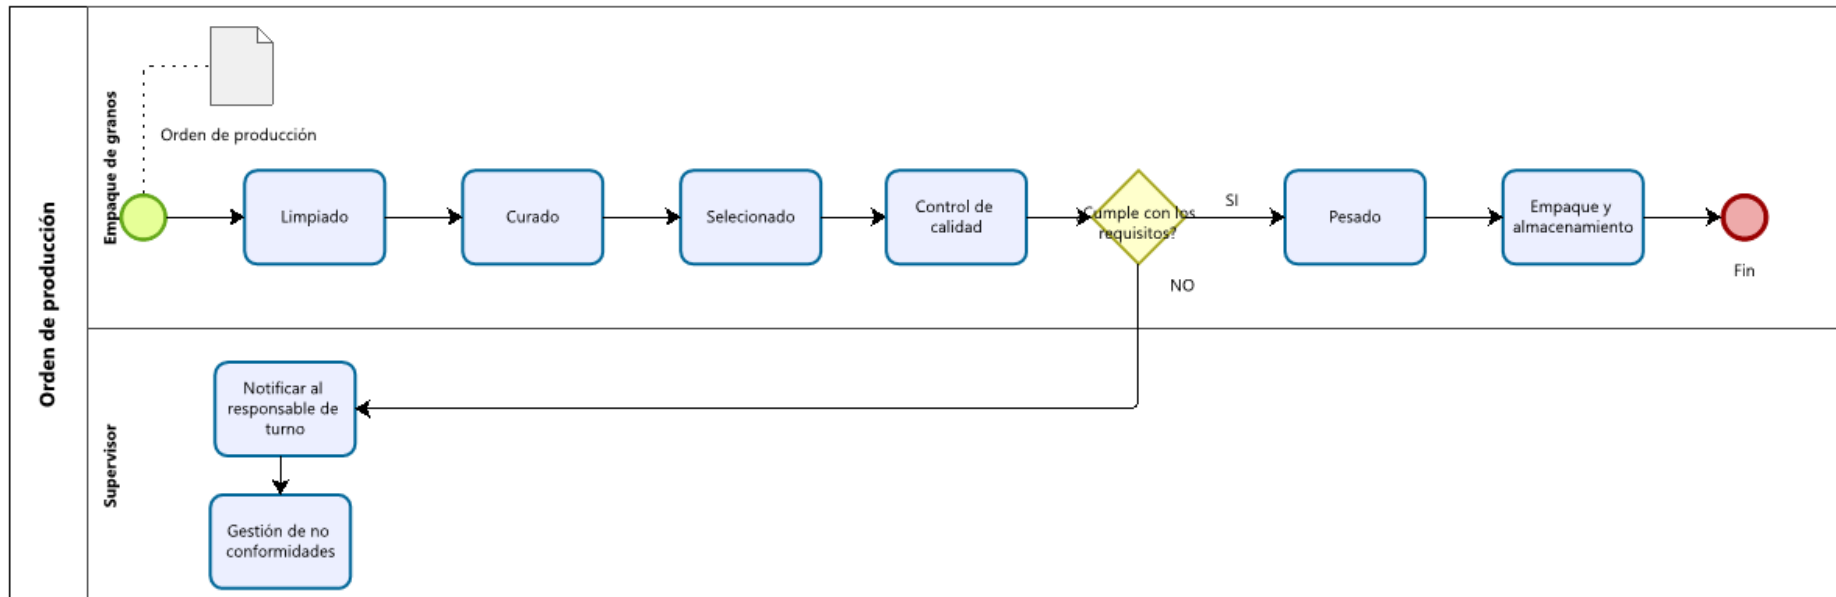 Orden de producción
Empaque de granos
Orden de producción
Limpiado
Curado
Selecionado
Control de
calidad
Cumple con los
requisitos?
SI
NO
Pesado
Empaque y
almacenamiento
Fin
Supervisor
Notificar al
responsable de
turno
Gestión de no
conformidades